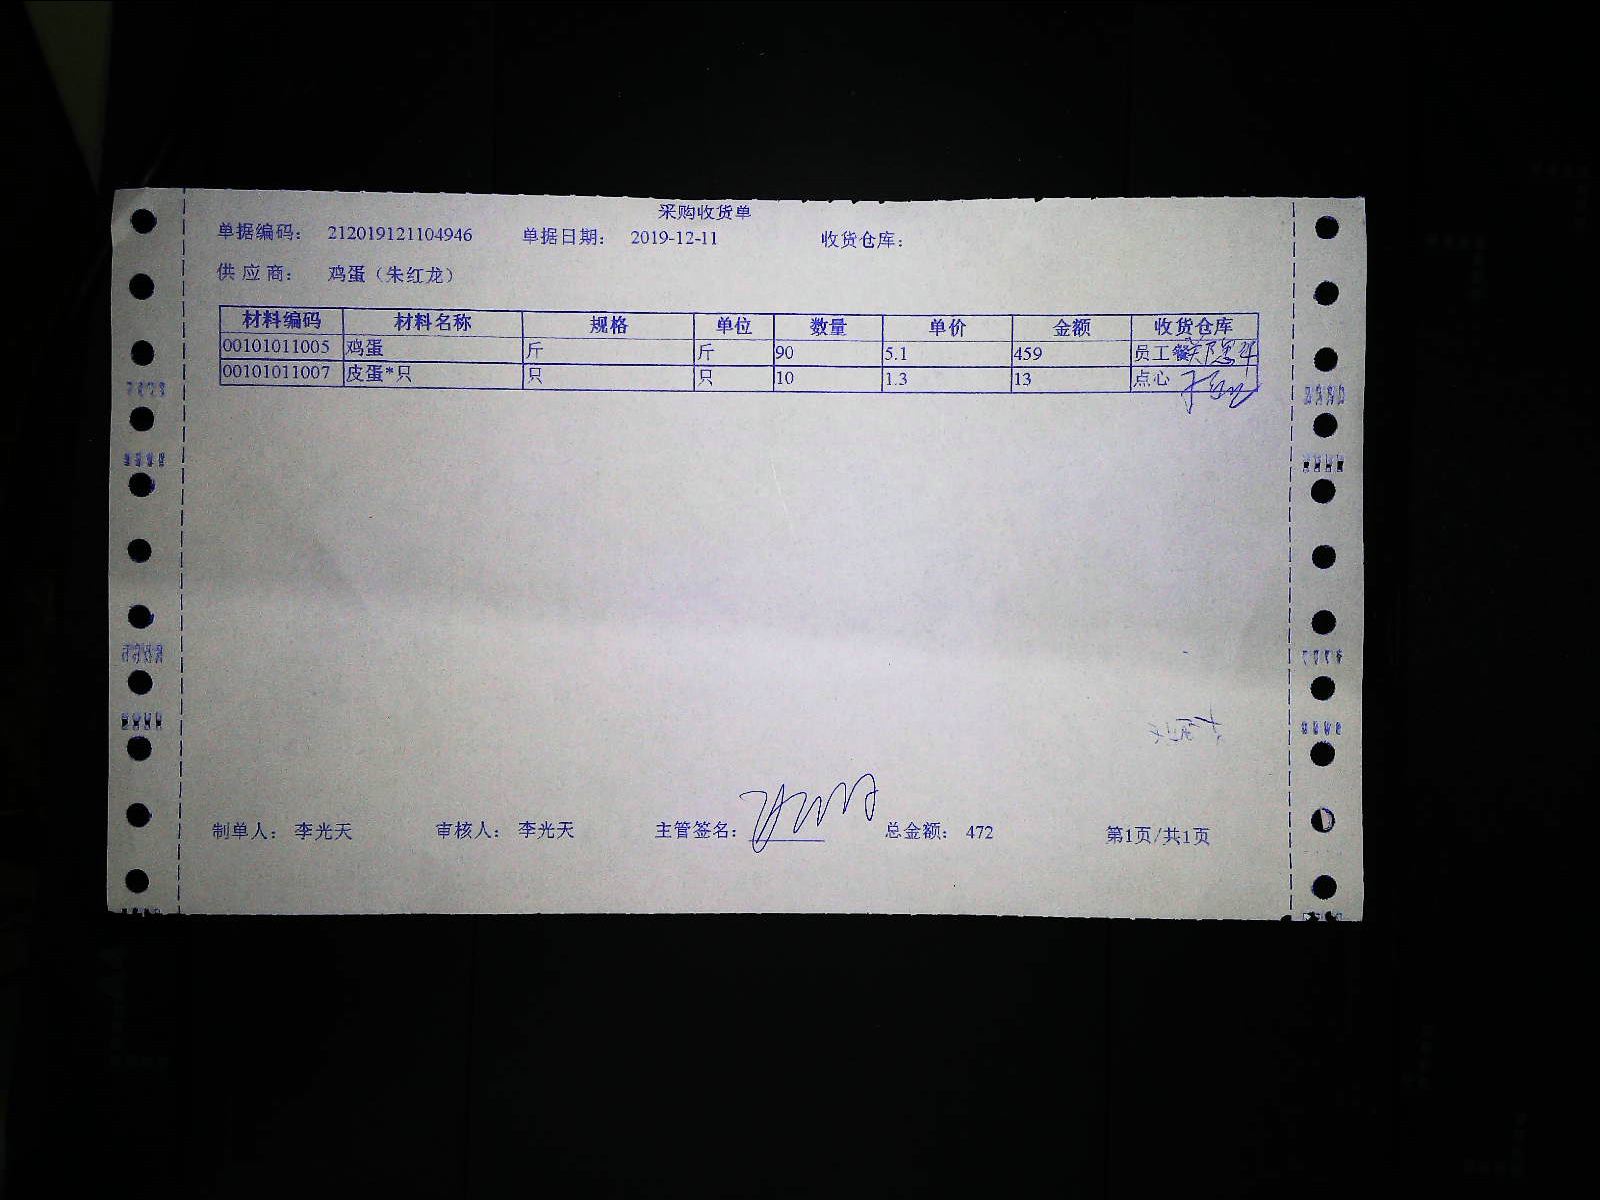 采购收货单
单据编码： 212019121104946 单据日期： 2019-12-11 收货仓库：
供 应 商： 鸡蛋（朱红龙）
材料编码 材料名称 规格 单位 数量 单价 金额 收货仓库
00101011005 鸡蛋 斤 斤 90 5.1 459 员工餐
00101011007 皮蛋*只 只 只 10 1.3 13 点心
制单人： 李光天 审核人： 李光天 主管签名： 总金额： 472 第1页/共1页